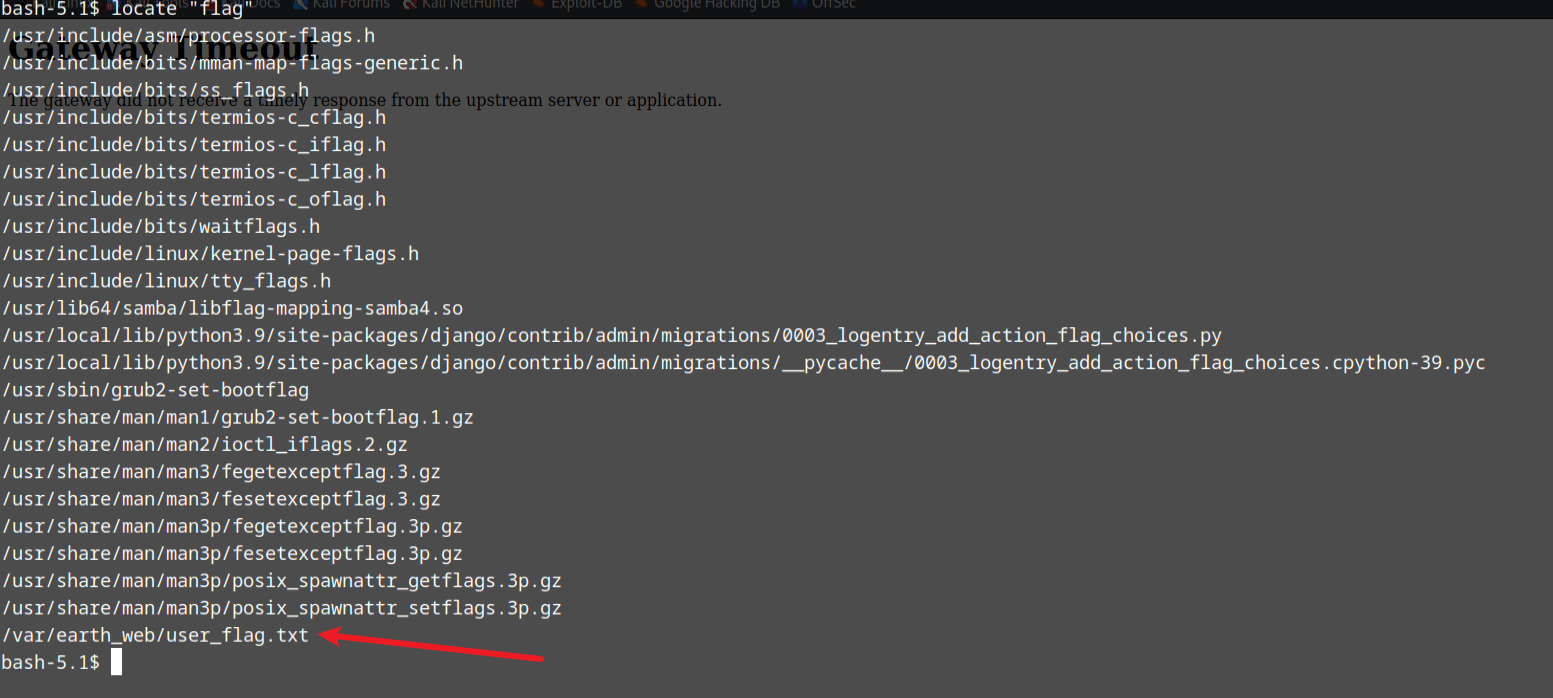 bash-5.1$ locate "flag"
Docs Kali Forums Kali NetHunter Exploit-DB Google Hacking DB OffSec
/usr/include/asm/processor-flags.h
Gateway Timeout
/usr/include/bits/mman-map-flags-generic.h
/usr/include/bits/ss_flags.h
The gateway did not receive a timely response from the upstream server or application.
/usr/include/bits/termios-c_cflag.h
/usr/include/bits/termios-c_iflag.h
/usr/include/bits/termios-c_lflag.h
/usr/include/bits/termios-c_oflag.h
/usr/include/bits/waitflags.h
/usr/include/linux/kernel-page-flags.h
/usr/include/linux/tty_flags.h
/usr/lib64/samba/libflag-mapping-samba4.so
/usr/local/lib/python3.9/site-packages/django/contrib/admin/migrations/0003_logentry_add_action_flag_choices.py
/usr/local/lib/python3.9/site-packages/django/contrib/admin/migrations/__pycache__/0003_logentry_add_action_flag_choices.cpython-39.pyc
/usr/sbin/grub2-set-bootflag
/usr/share/man/man1/grub2-set-bootflag.1.gz
/usr/share/man/man2/ioctl_iflags.2.gz
/usr/share/man/man3/fegetexceptflag.3.gz
/usr/share/man/man3/fesetexceptflag.3.gz
/usr/share/man/man3p/fegetexceptflag.3p.gz
/usr/share/man/man3p/fesetexceptflag.3p.gz
/usr/share/man/man3p/posix_spawnattr_getflags.3p.gz
/usr/share/man/man3p/posix_spawnattr_setflags.3p.gz
/var/earth_web/user_flag.txt
bash-5.1$